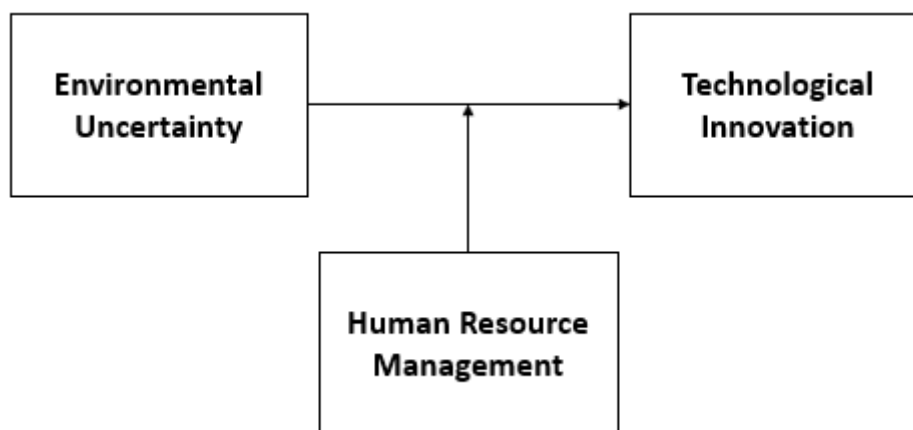 Environmental
Uncertainty
Technological
Innovation
Human Resource
Management